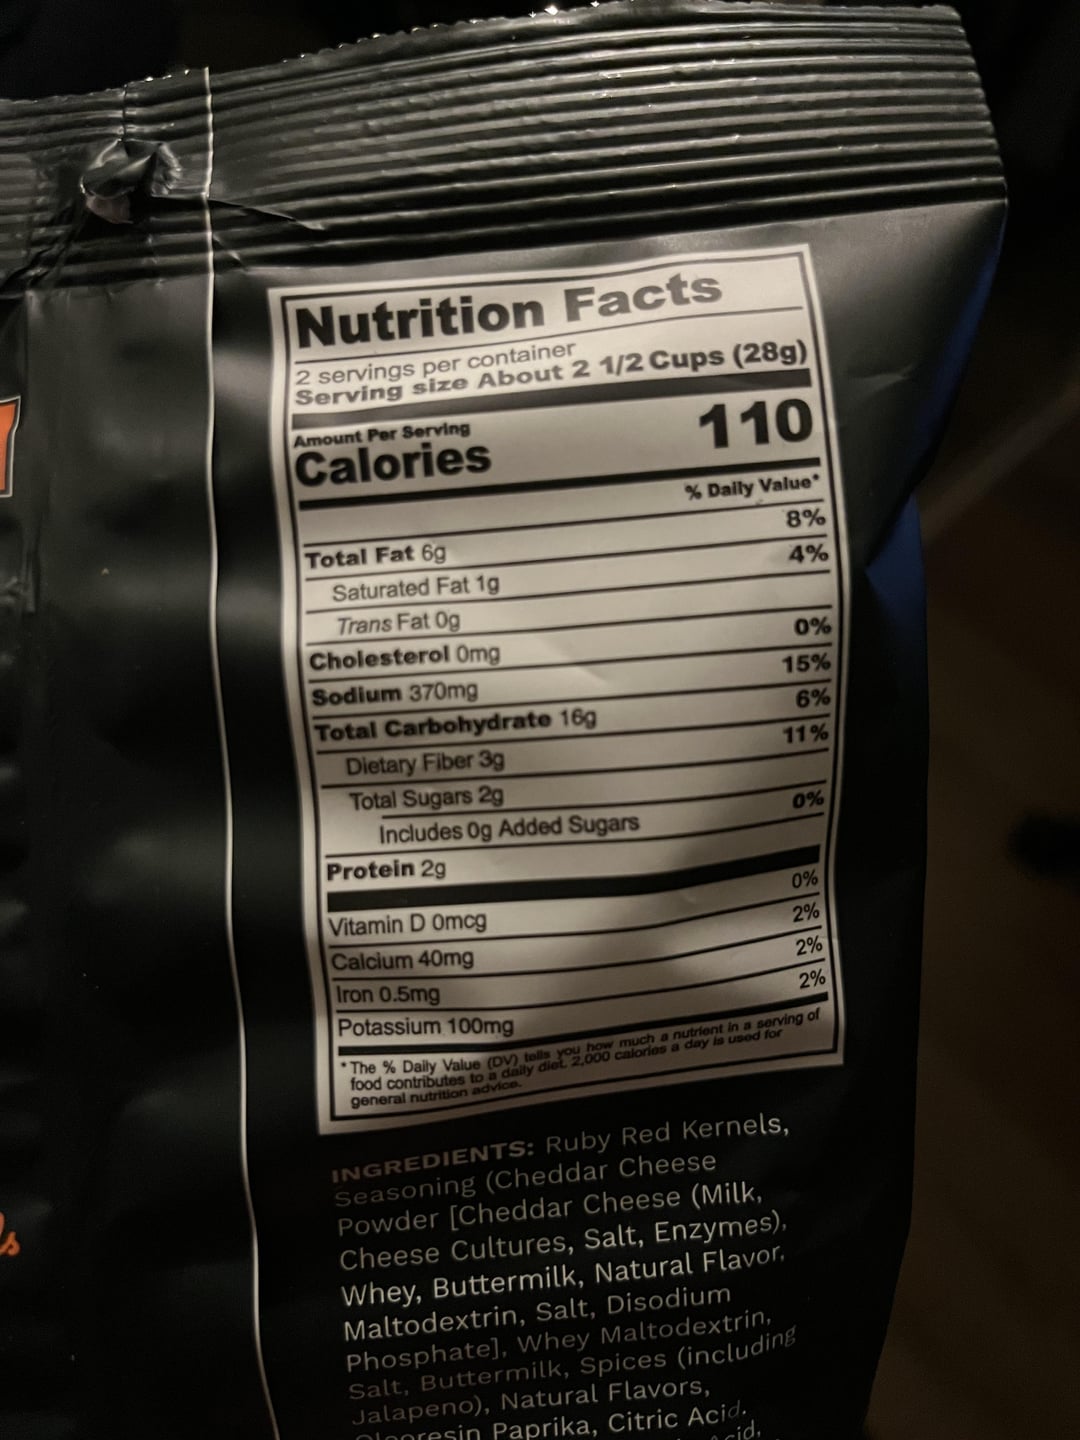 Nutrition Facts
2 servings per container
Serving size About 2 1/2 Cups (28g)
Amount Per Serving
Calories 110
% Daily Value*
Total Fat 6g 8%
Saturated Fat 1g 4%
Trans Fat 0g
Cholesterol 0mg 0%
Sodium 370mg 15%
Total Carbohydrate 16g 6%
Dietary Fiber 3g 11%
Total Sugars 2g
Includes 0g Added Sugars 0%
Protein 2g
Vitamin D 0mcg 0%
Calcium 40mg 2%
Iron 0.5mg 2%
Potassium 100mg 2%
*The % Daily Value (DV) tells you how much a nutrient in a serving of
food contributes to a daily diet. 2,000 calories a day is used for
general nutrition advice.
INGREDIENTS: Ruby Red Kernels,
Seasoning (Cheddar Cheese
Powder [Cheddar Cheese (Milk,
Cheese Cultures, Salt, Enzymes),
Whey, Buttermilk, Natural Flavor,
Maltodextrin, Salt, Disodium
Phosphate], Whey Maltodextrin,
Salt, Buttermilk, Spices (including
Jalapeno), Natural Flavors,
Oleoresin Paprika, Citric Acid.